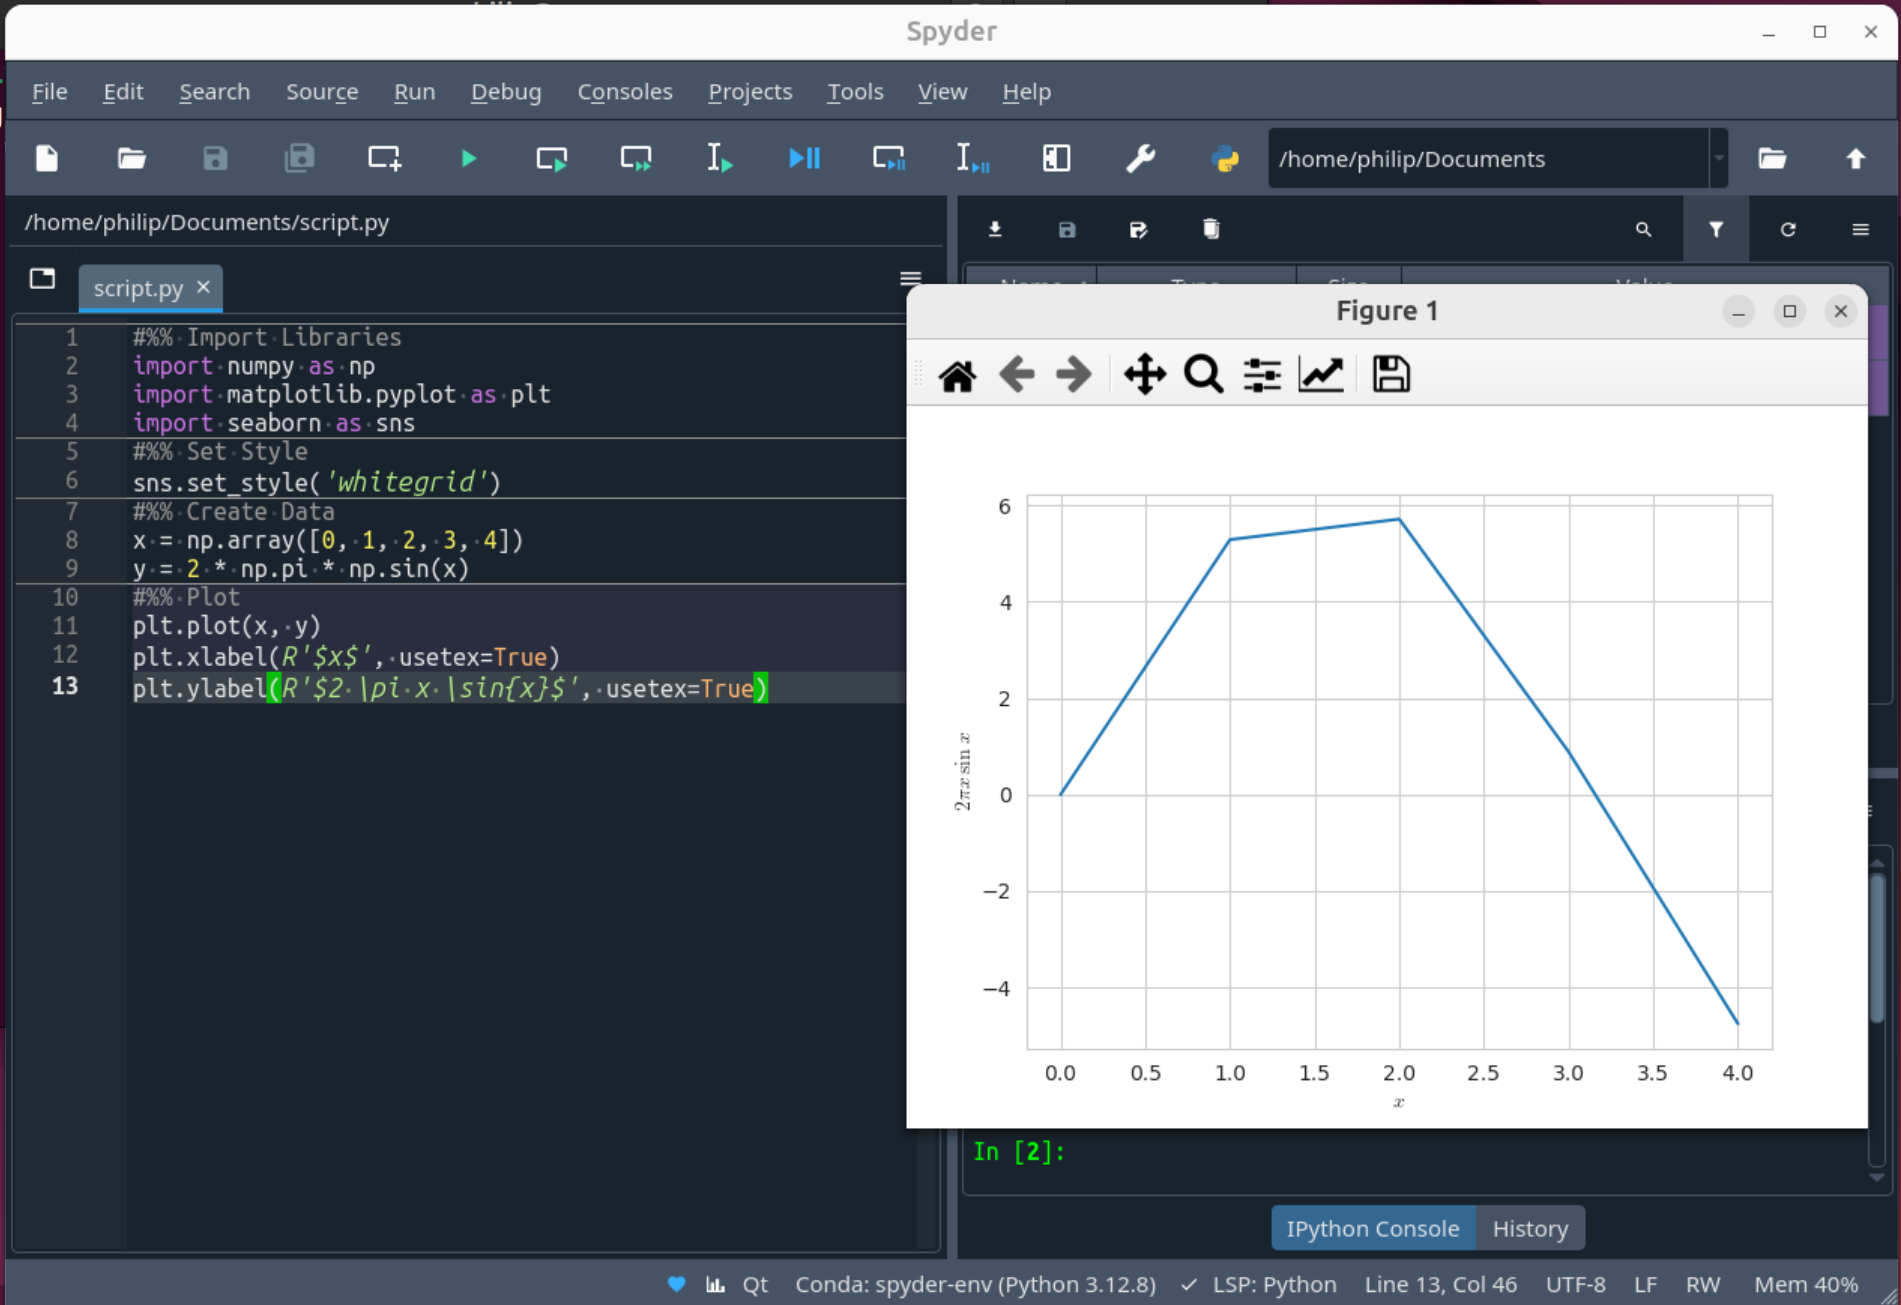 Spyder
File Edit Search Source Run Debug Consoles Projects Tools View Help
/home/philip/Documents
/home/philip/Documents/script.py
script.py
1 #%% Import Libraries
2 import numpy as np
3 import matplotlib.pyplot as plt
4 import seaborn as sns
5 #%% Set Style
6 sns.set_style('whitegrid')
7 #%% Create Data
8 x = np.array([0, 1, 2, 3, 4])
9 y = 2 * np.pi * np.sin(x)
10 #%% Plot
11 plt.plot(x, y)
12 plt.xlabel(R'$x$', usetex=True)
13 plt.ylabel(R'$2 \pi x \sin{x}$', usetex=True)
Name Type Size Value
Figure 1
6
4
2
0
−2
−4
2πx sin x
0.0 0.5 1.0 1.5 2.0 2.5 3.0 3.5 4.0
x
In [2]:
IPython Console History
Qt Conda: spyder-env (Python 3.12.8) ✓ LSP: Python Line 13, Col 46 UTF-8 LF RW Mem 40%